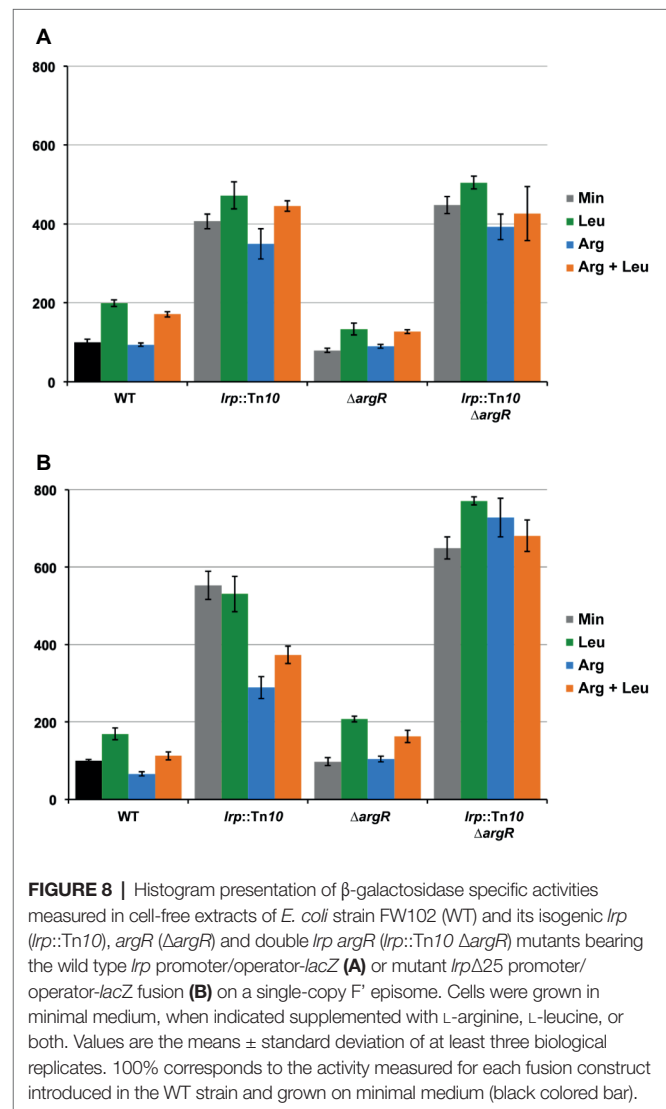 A
800
600
400
200
0
WT
lrp::Tn10
ΔargR
lrp::Tn10
ΔargR
Min
Leu
Arg
Arg + Leu
B
800
600
400
200
0
WT
lrp::Tn10
ΔargR
lrp::Tn10
ΔargR
Min
Leu
Arg
Arg + Leu
FIGURE 8 | Histogram presentation of β-galactosidase specific activities
measured in cell-free extracts of E. coli strain FW102 (WT) and its isogenic lrp
(lrp::Tn10), argR (ΔargR) and double lrp argR (lrp::Tn10 ΔargR) mutants bearing
the wild type lrp promoter/operator-lacZ (A) or mutant lrpΔ25 promoter/
operator-lacZ fusion (B) on a single-copy F' episome. Cells were grown in
minimal medium, when indicated supplemented with L-arginine, L-leucine, or
both. Values are the means ± standard deviation of at least three biological
replicates. 100% corresponds to the activity measured for each fusion construct
introduced in the WT strain and grown on minimal medium (black colored bar).